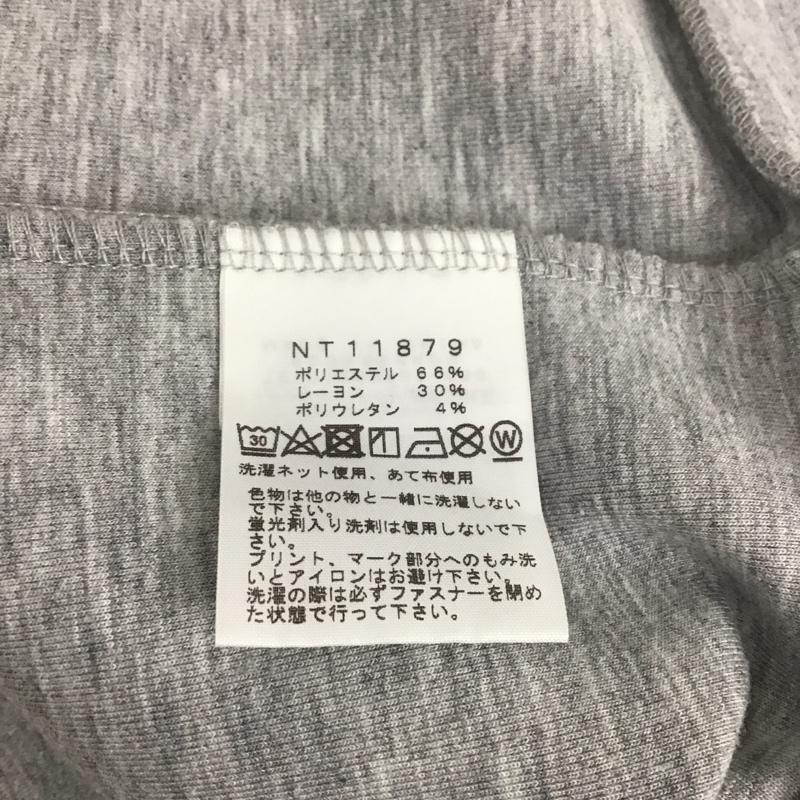 NT11879
ポリエステル 66%
レーヨン 30%
ポリウレタン 4%
30 W
洗濯ネット使用、あて布使用
色物は他の物と一緒に洗濯しない
で下さい。
蛍光剤入り洗剤は使用しないで下
さい。
プリント、マーク部分へのもみ洗
いとアイロンはお避け下さい。
洗濯の際は必ずファスナーを閉め
た状態で行って下さい。